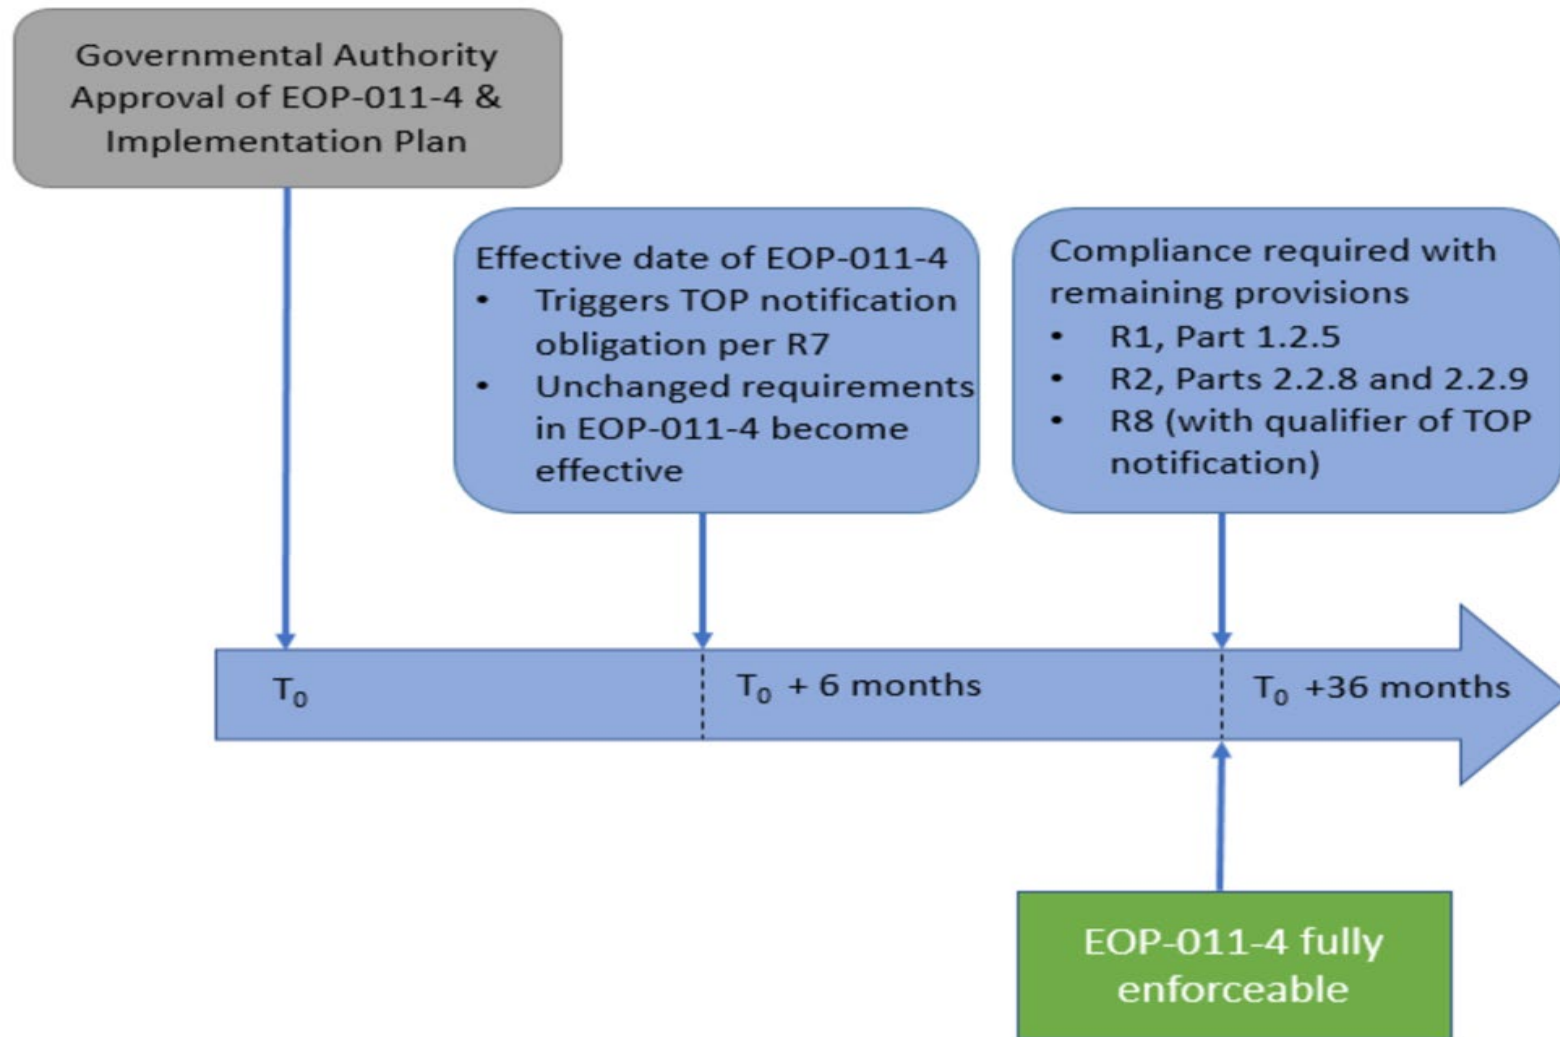 Governmental Authority
Approval of EOP-011-4 &
Implementation Plan
Effective date of EOP-011-4
• Triggers TOP notification
obligation per R7
• Unchanged requirements
in EOP-011-4 become
effective
Compliance required with
remaining provisions
• R1, Part 1.2.5
• R2, Parts 2.2.8 and 2.2.9
• R8 (with qualifier of TOP
notification)
T₀
T₀ + 6 months
T₀ +36 months
EOP-011-4 fully
enforceable